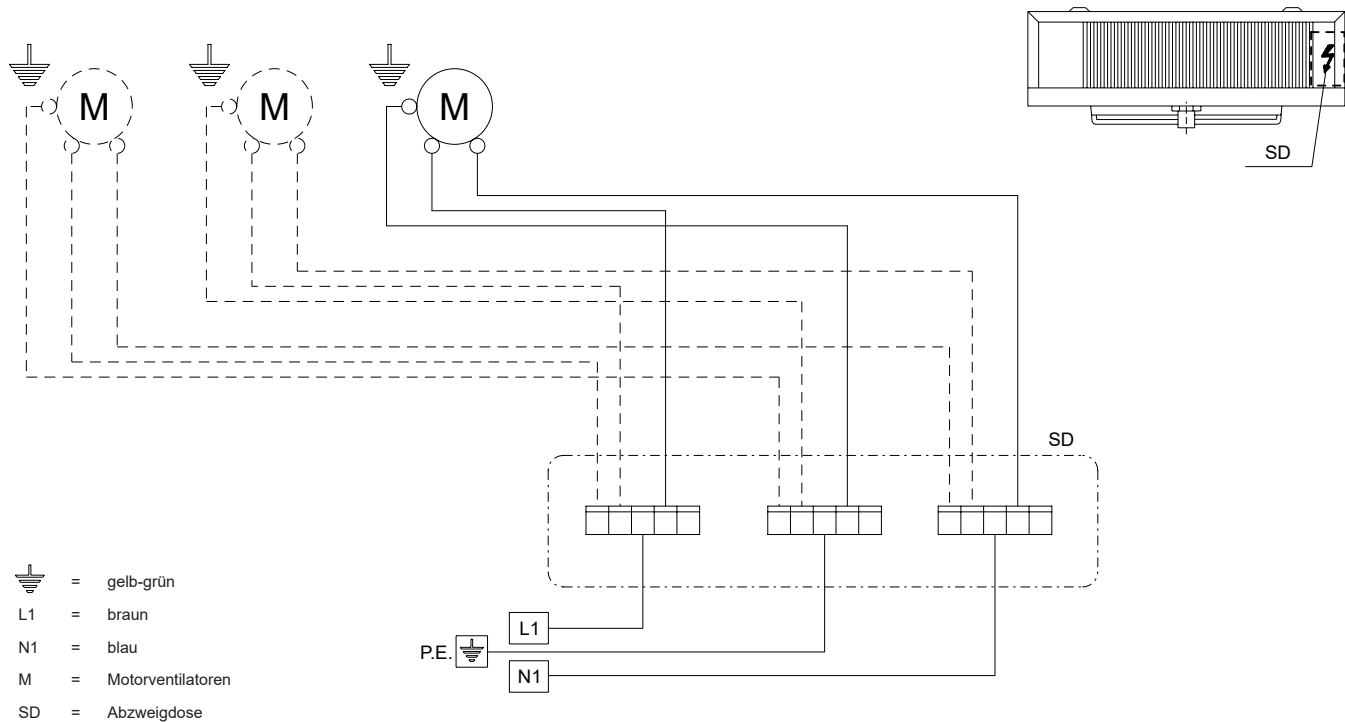 M M M
SD
SD
= gelb-grün
L1 = braun
N1 = blau
M = Motorventilatoren
SD = Abzweigdose
L1
P.E.
N1